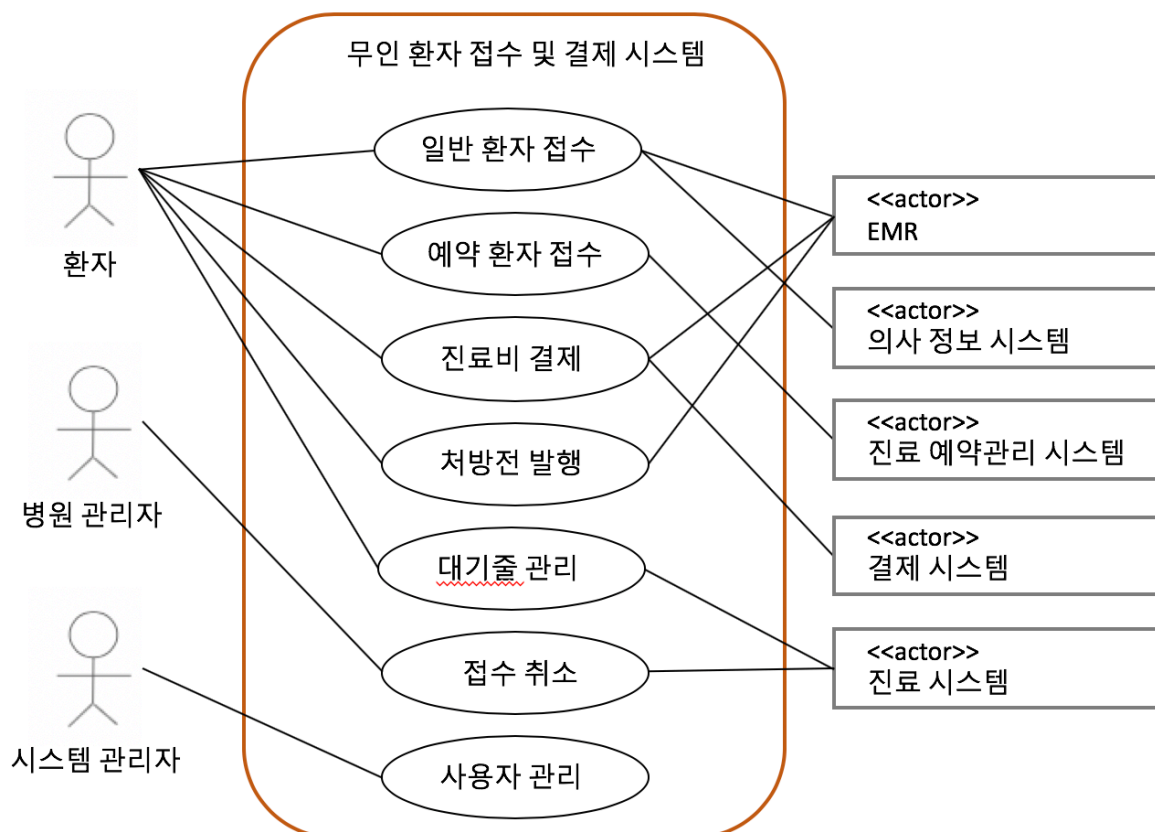 무인 환자 접수 및 결제 시스템
일반 환자 접수
예약 환자 접수
진료비 결제
처방전 발행
대기줄 관리
접수 취소
사용자 관리
환자
병원 관리자
시스템 관리자
<<actor>>
EMR
<<actor>>
의사 정보 시스템
<<actor>>
진료 예약관리 시스템
<<actor>>
결제 시스템
<<actor>>
진료 시스템